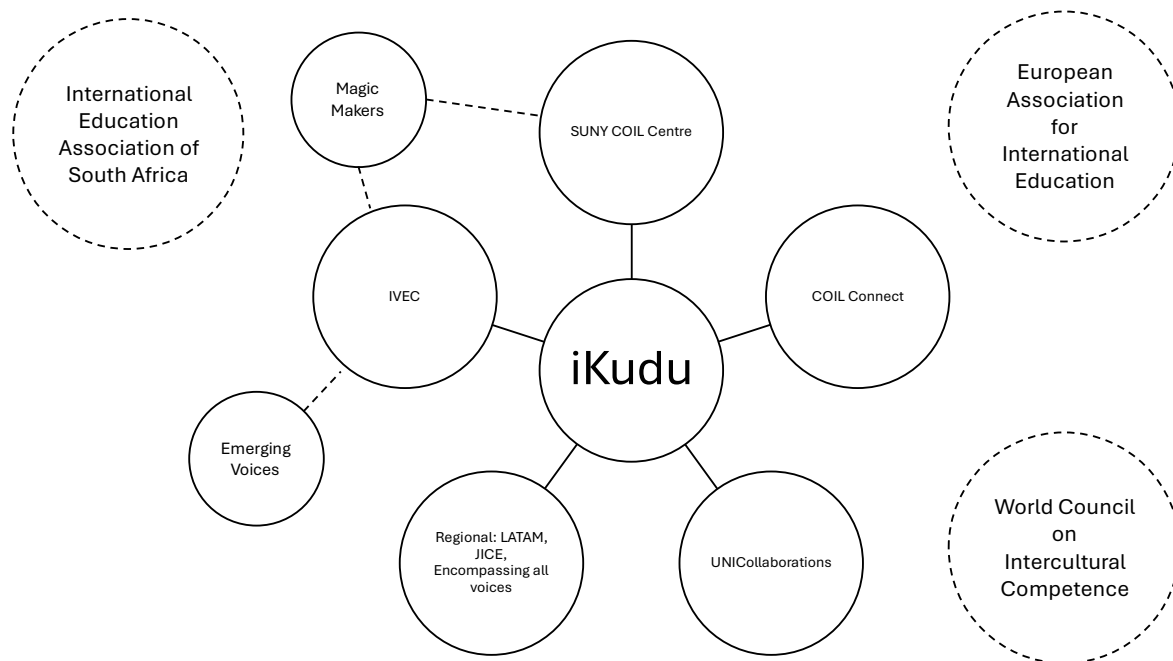 International
Education
Association of
South Africa
Magic
Makers
SUNY COIL Centre
European
Association
for
International
Education
IVEC
COIL Connect
iKudu
Emerging
Voices
Regional: LATAM,
JICE,
Encompassing all
voices
UNICollaborations
World Council
on
Intercultural
Competence